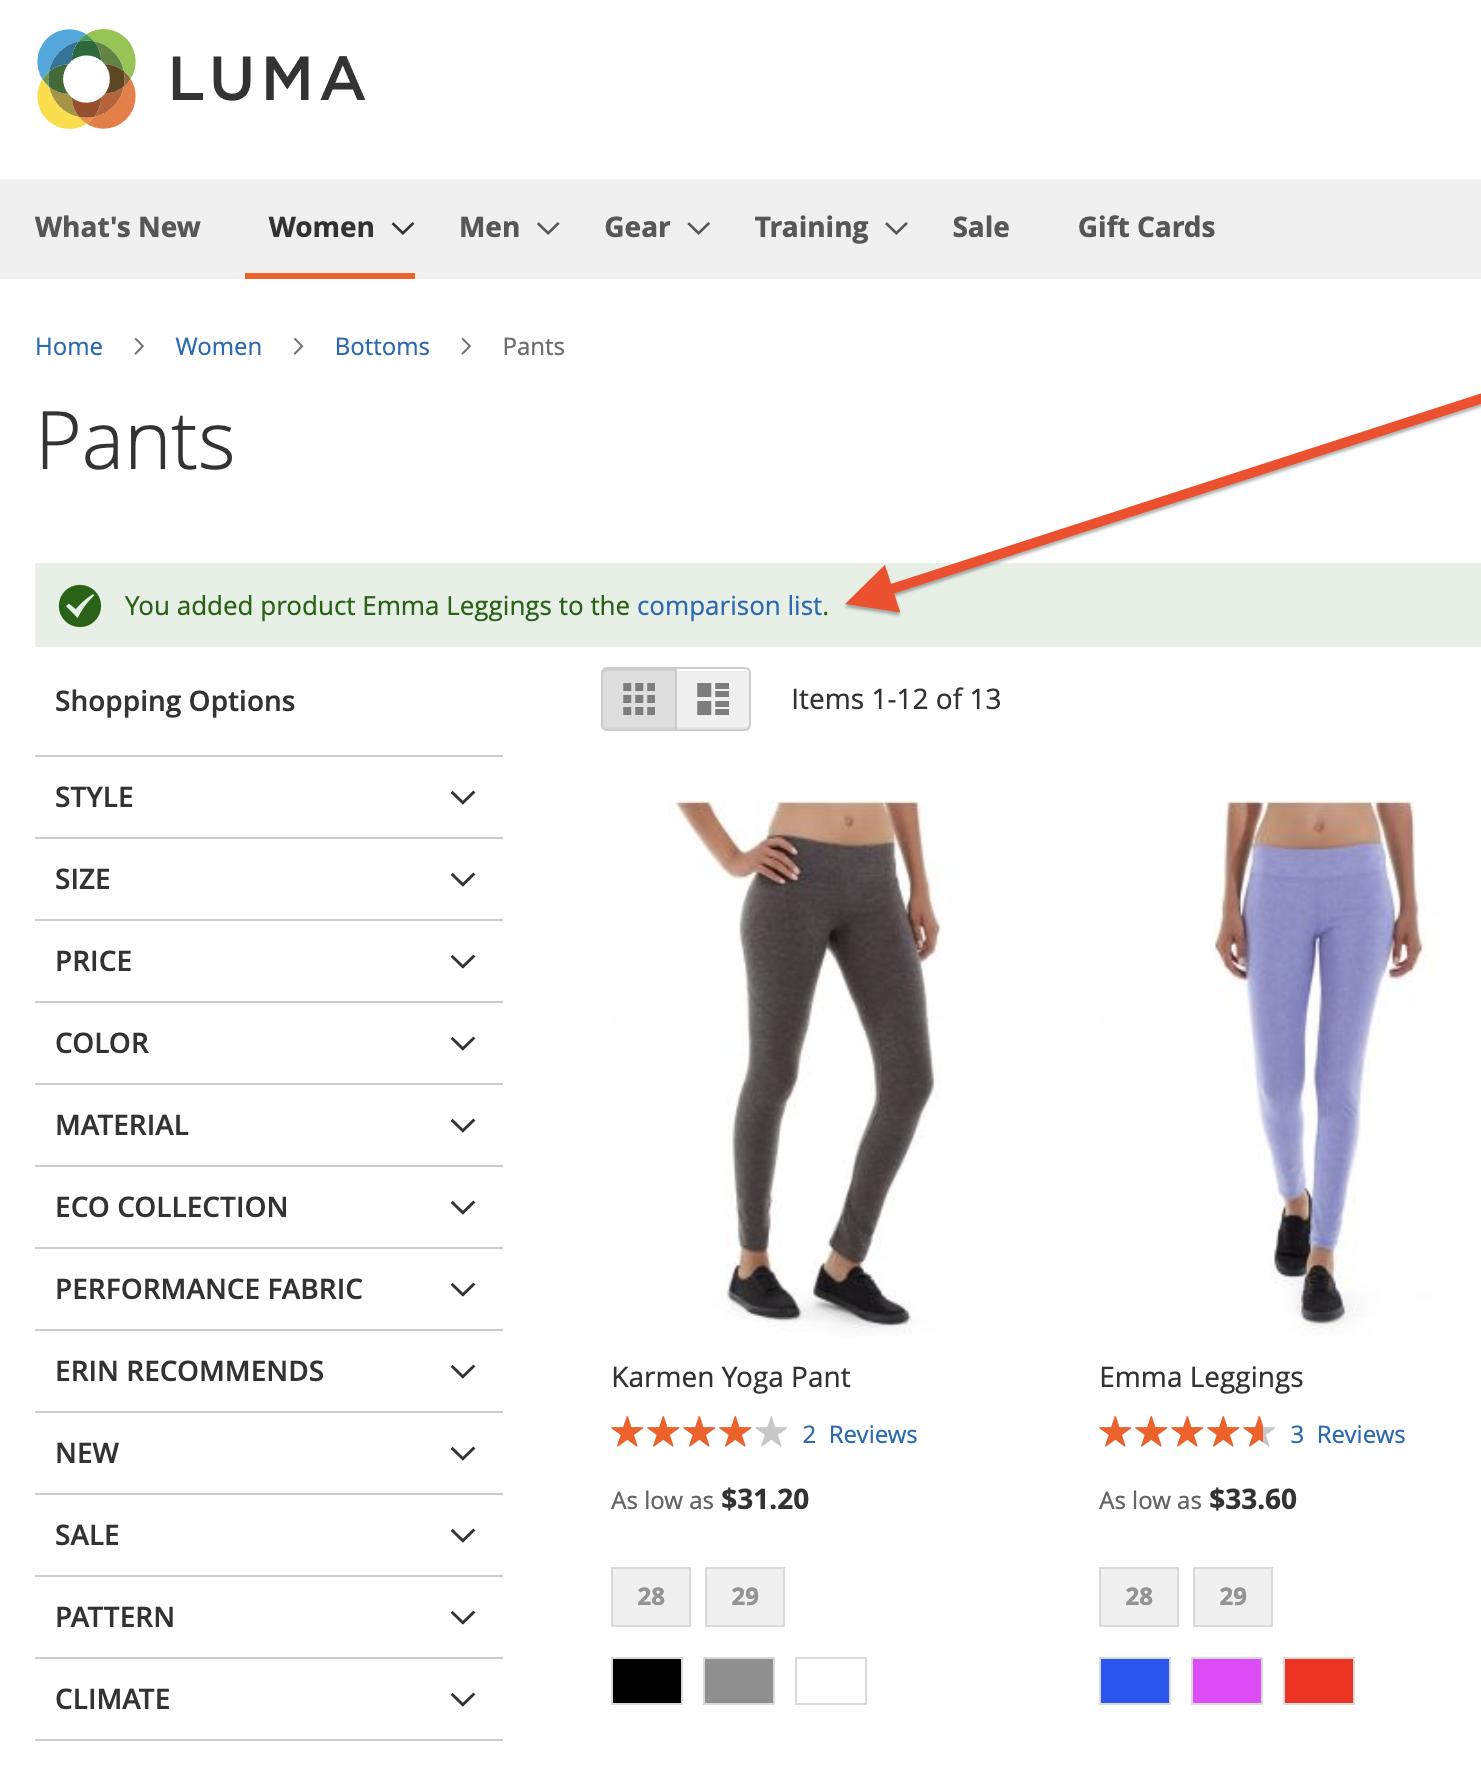 LUMA
What's New Women Men Gear Training Sale Gift Cards
Home Women Bottoms Pants
Pants
You added product Emma Leggings to the comparison list.
Shopping Options
STYLE
SIZE
PRICE
COLOR
MATERIAL
ECO COLLECTION
PERFORMANCE FABRIC
ERIN RECOMMENDS
NEW
SALE
PATTERN
CLIMATE
Items 1-12 of 13
Karmen Yoga Pant
2 Reviews
As low as $31.20
28 29
Emma Leggings
3 Reviews
As low as $33.60
28 29